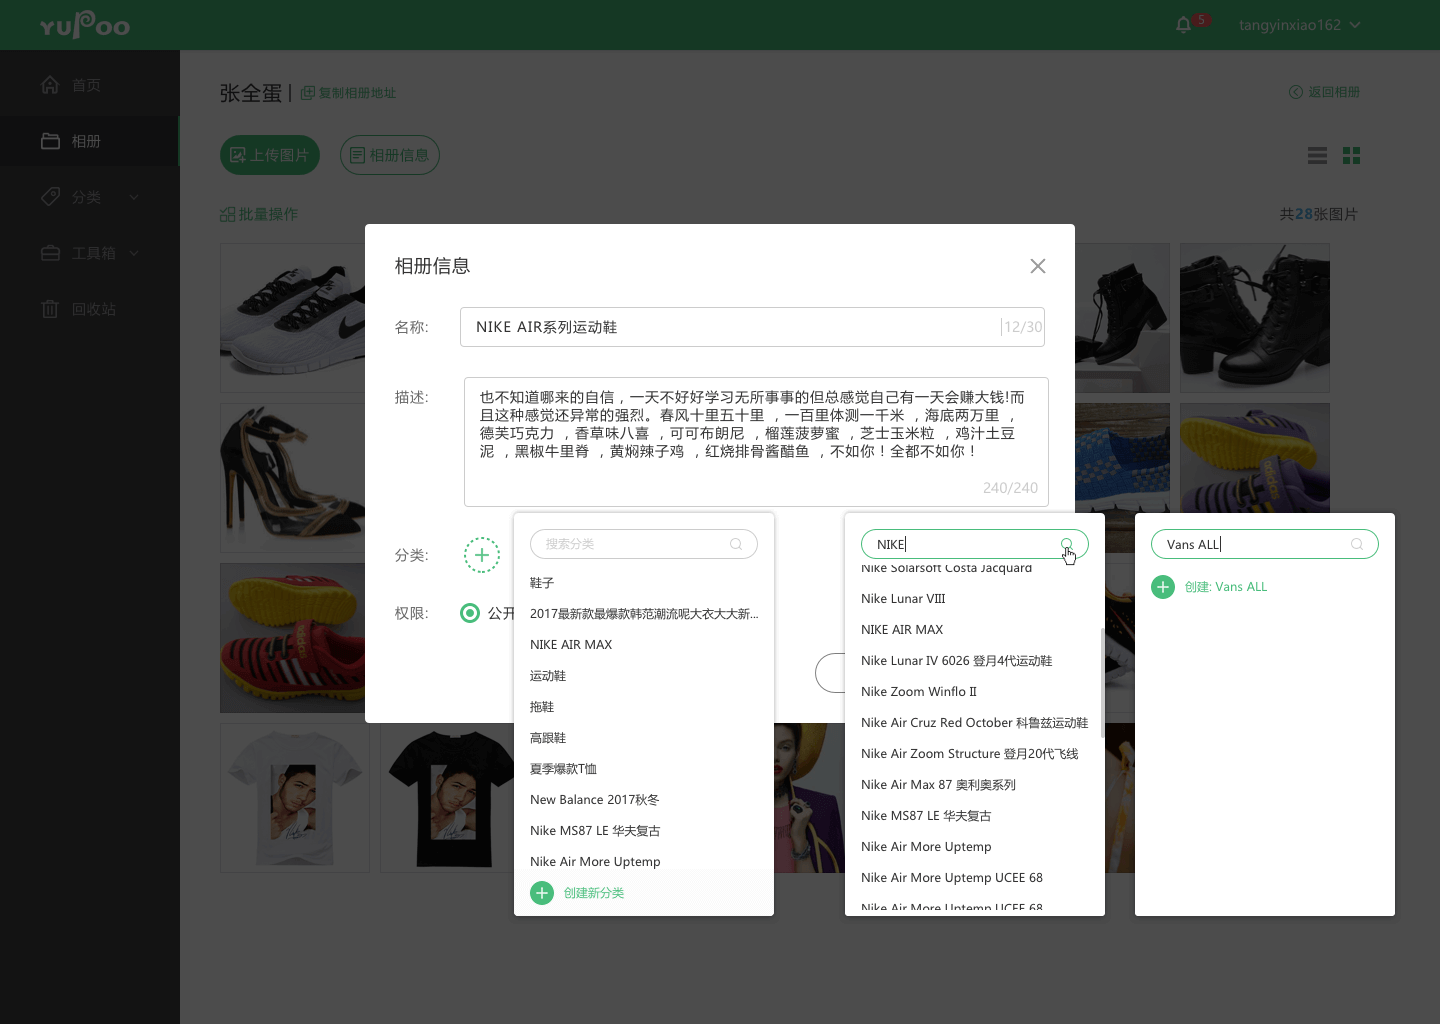 YUPOO
5
tangyinxiao162
首页
相册
分类
工具箱
回收站
张全蛋
复制相册地址
返回相册
上传图片
相册信息
批量操作
共28张图片
相册信息
名称:
NIKE AIR系列运动鞋
12/30
描述:
也不知道哪来的自信，一天不好好学习无所事事的但总感觉自己有一天会赚大钱!而
且这种感觉还异常的强烈。春风十里五十里 ，一百里体测一千米 ，海底两万里 ，
德芙巧克力 ，香草味八喜 ，可可布朗尼 ，榴莲菠萝蜜 ，芝士玉米粒 ，鸡汁土豆
泥 ，黑椒牛里脊 ，黄焖辣子鸡 ，红烧排骨酱醋鱼 ，不如你！全都不如你！
240/240
分类:
权限:
公开
搜索分类
鞋子
2017最新款最爆款韩范潮流呢大衣大大新...
NIKE AIR MAX
运动鞋
拖鞋
高跟鞋
夏季爆款T恤
New Balance 2017秋冬
Nike MS87 LE 华夫复古
Nike Air More Uptemp
创建新分类
NIKE
Nike Solarsoft Costa Jacquard
Nike Lunar VIII
NIKE AIR MAX
Nike Lunar IV 6026 登月4代运动鞋
Nike Zoom Winflo II
Nike Air Cruz Red October 科鲁兹运动鞋
Nike Air Zoom Structure 登月20代飞线
Nike Air Max 87 奥利奥系列
Nike MS87 LE 华夫复古
Nike Air More Uptemp
Nike Air More Uptemp UCEE 68
Nike Air More Uptemp UCEE 68
Vans ALL
创建: Vans ALL
adidas
adidas